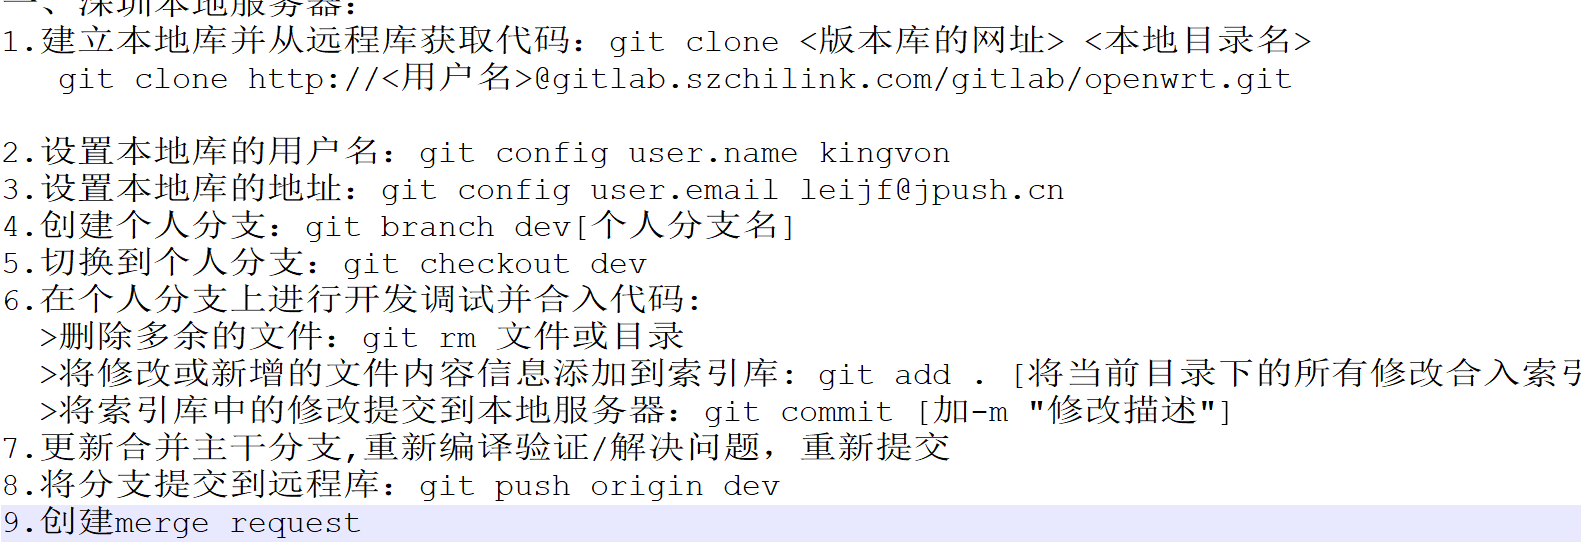 一、深圳本地服务器：
1.建立本地库并从远程库获取代码：git clone <版本库的网址> <本地目录名>
git clone http://<用户名>@gitlab.szchilink.com/gitlab/openwrt.git
2.设置本地库的用户名：git config user.name kingvon
3.设置本地库的地址：git config user.email leijf@jpush.cn
4.创建个人分支：git branch dev[个人分支名]
5.切换到个人分支：git checkout dev
6.在个人分支上进行开发调试并合入代码：
>删除多余的文件：git rm 文件或目录
>将修改或新增的文件内容信息添加到索引库：git add . [将当前目录下的所有修改合入索引
>将索引库中的修改提交到本地服务器：git commit [加-m "修改描述"]
7.更新合并主干分支,重新编译验证/解决问题，重新提交
8.将分支提交到远程库：git push origin dev
9.创建merge request